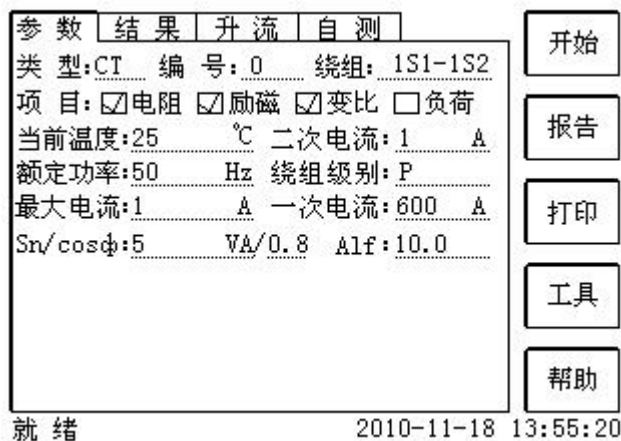 参 数 结 果 升 流 自 测
类 型:CT 编 号:0 绕组: 1S1-1S2
项 目: ☑电阻 ☑励磁 ☑变比 ☐负荷
当前温度:25 ℃ 二次电流:1 A
额定功率:50 Hz 绕组级别:P
最大电流:1 A 一次电流:600 A
Sn/cosφ:5 VA/0.8 Alf:10.0
开始
报告
打印
工具
帮助
就 绪 2010-11-18 13:55:20